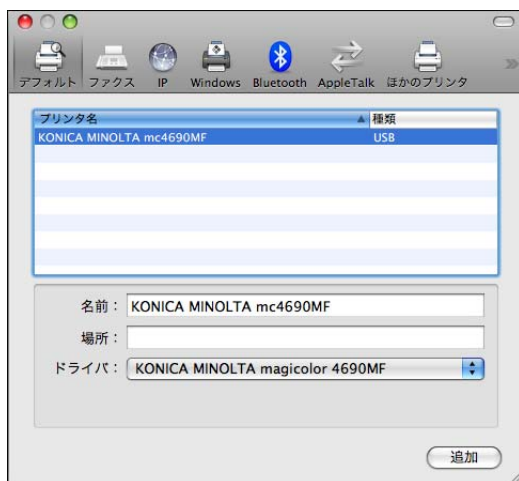 デフォルト ファクス IP Windows Bluetooth AppleTalk ほかのプリンタ
プリンタ名 種類
KONICA MINOLTA mc4690MF USB
名前： KONICA MINOLTA mc4690MF
場所：
ドライバ： KONICA MINOLTA magicolor 4690MF
追加